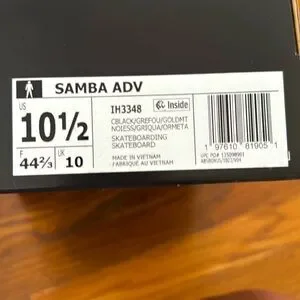 SAMBA ADV
US
10½
F
44⅔
UK
10
IH3348
Inside
CBLACK/GREFOU/GOLDMT
NOIESS/GRIQUA/ORMETA
SKATEBOARDING
SKATEBOARD
MADE IN VIETNAM
FABRIQUÉ AU VIETNAM
1 97610 61905 1